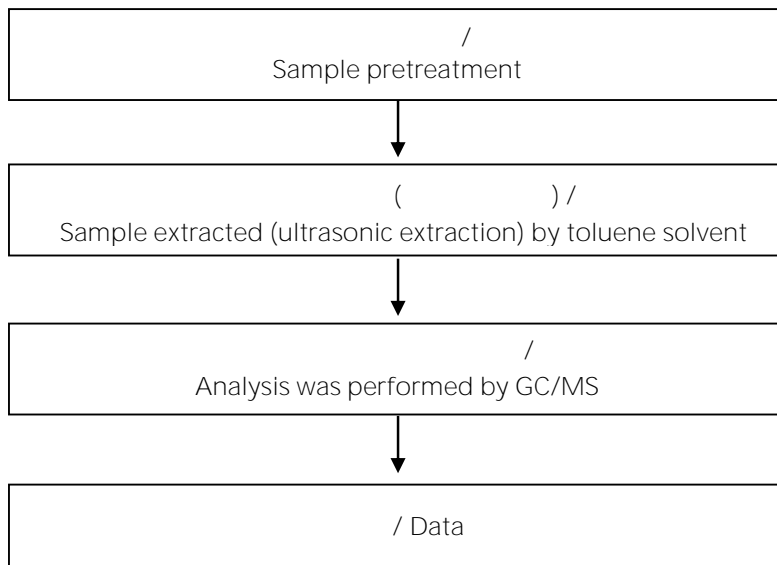 /
Sample pretreatment
( ) /
Sample extracted (ultrasonic extraction) by toluene solvent
/
Analysis was performed by GC/MS
/ Data